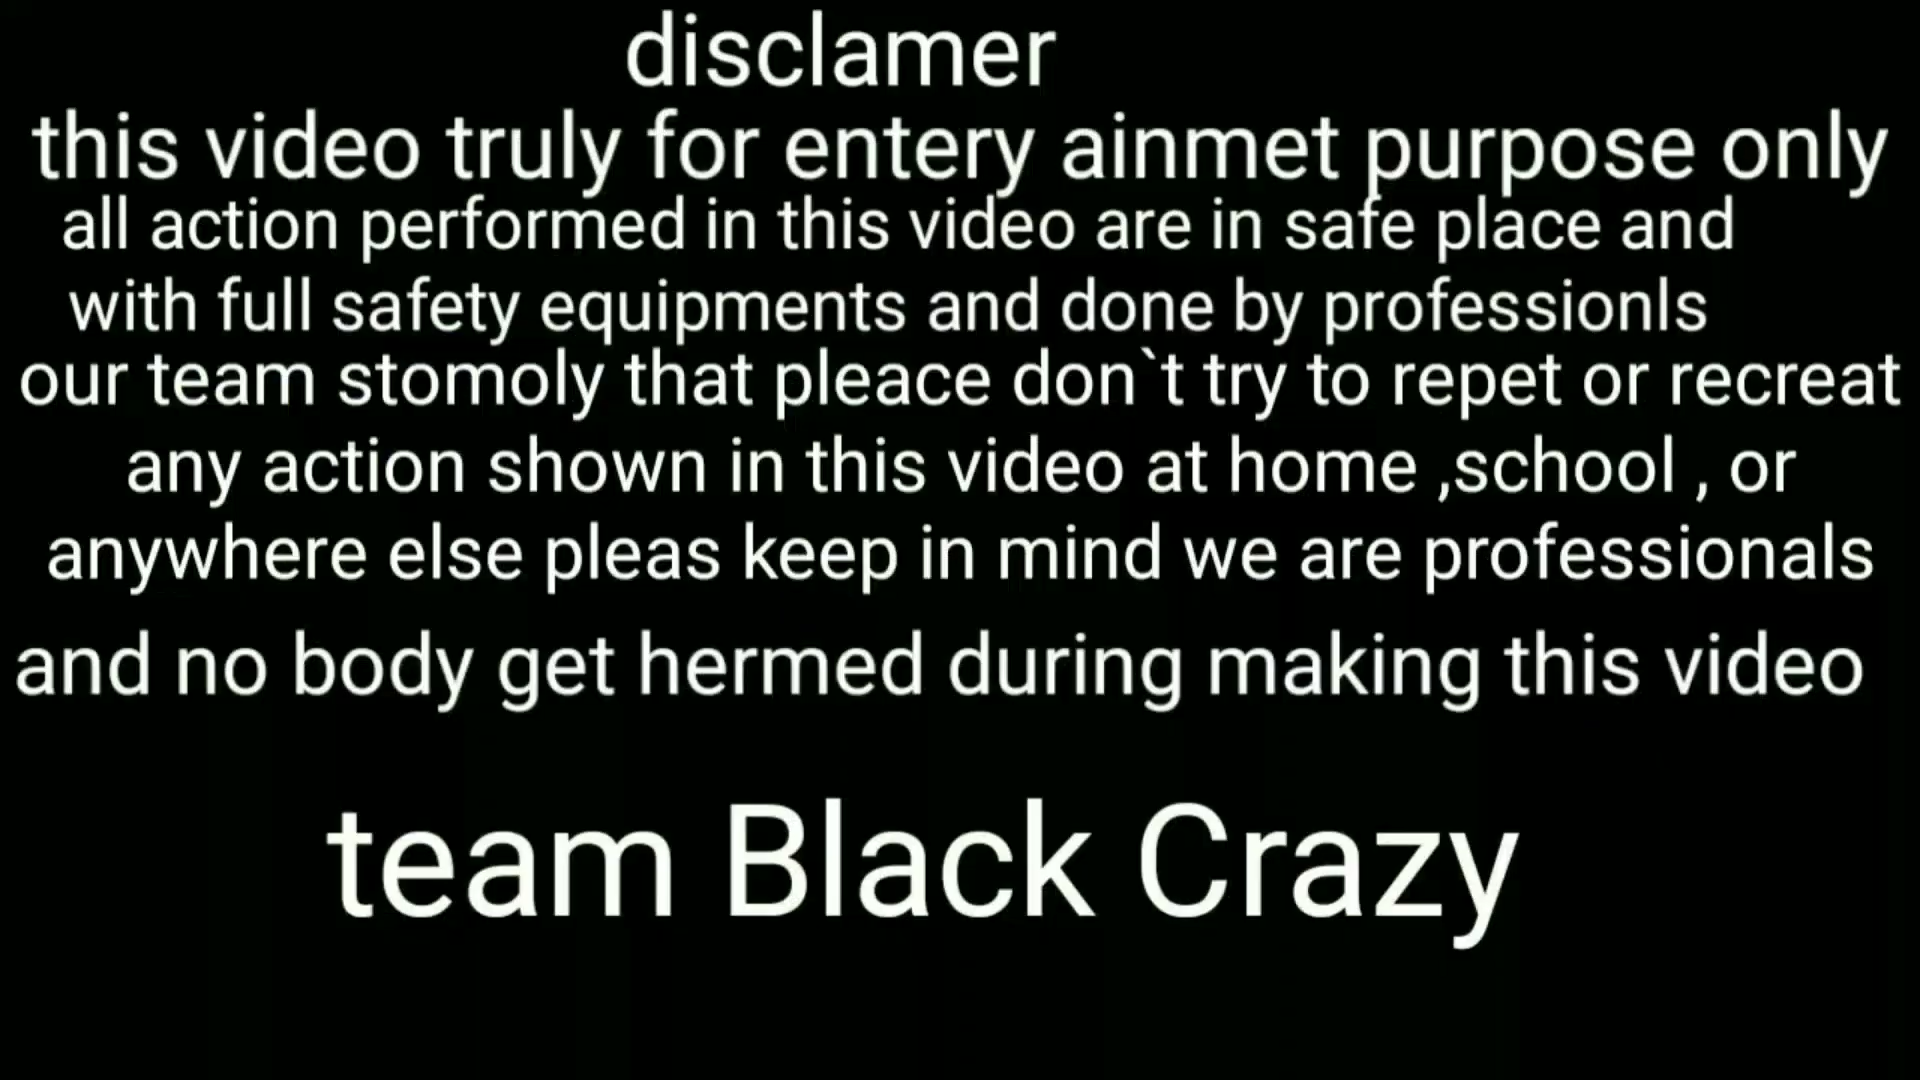 disclamer
this video truly for entery ainmet purpose only
all action performed in this video are in safe place and
with full safety equipments and done by professionls
our team stomoly that pleace don`t try to repet or recreat
any action shown in this video at home ,school , or
anywhere else pleas keep in mind we are professionals
and no body get hermed during making this video
team Black Crazy